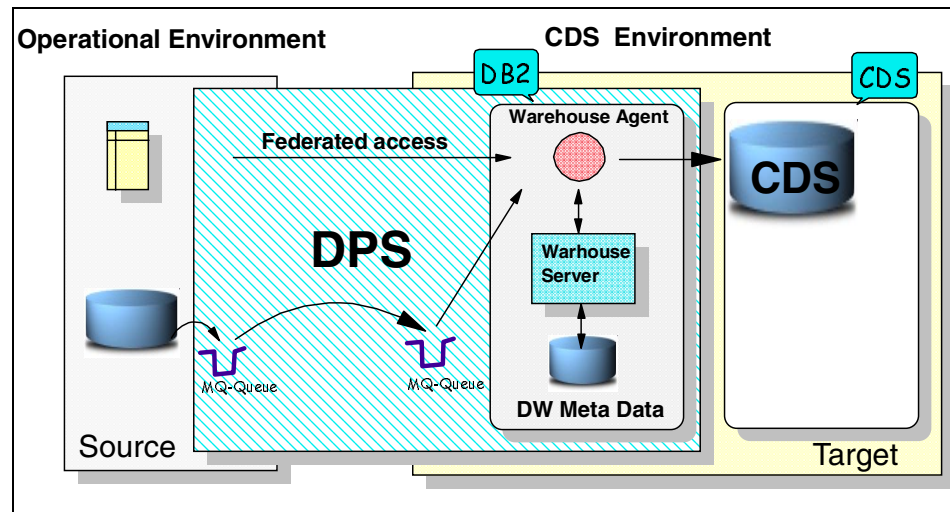 Operational Environment
CDS Environment
DB2
CDS
Warehouse Agent
Federated access
CDS
DPS
Warhouse
Server
MQ-Queue
MQ-Queue
DW Meta Data
Source
Target